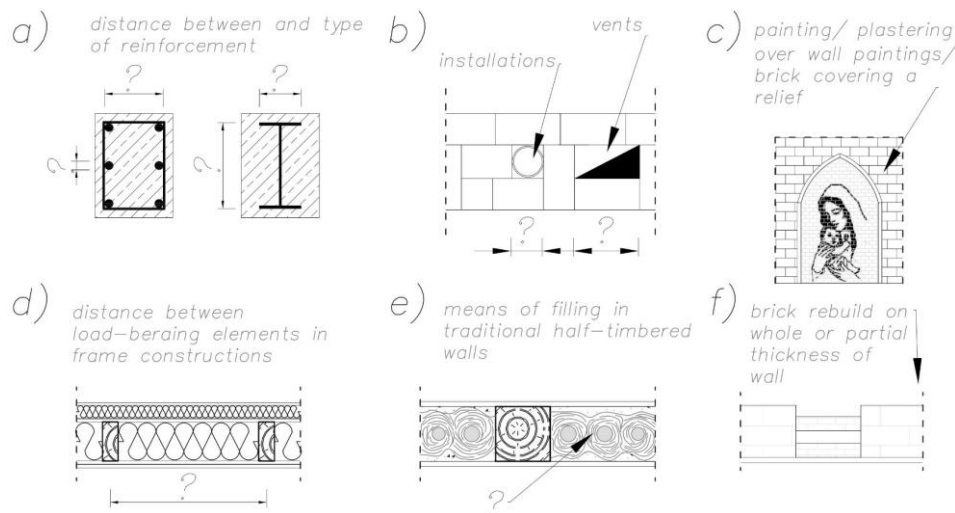 a)
distance between and type
of reinforcement
?
?
?
?
b)
vents
installations
?
?
c)
painting/ plastering
over wall paintings/
brick covering a
relief
d)
distance between
load-beraing elements in
frame constructions
?
e)
means of filling in
traditional half-timbered
walls
?
f)
brick rebuild on
whole or partial
thickness of
wall